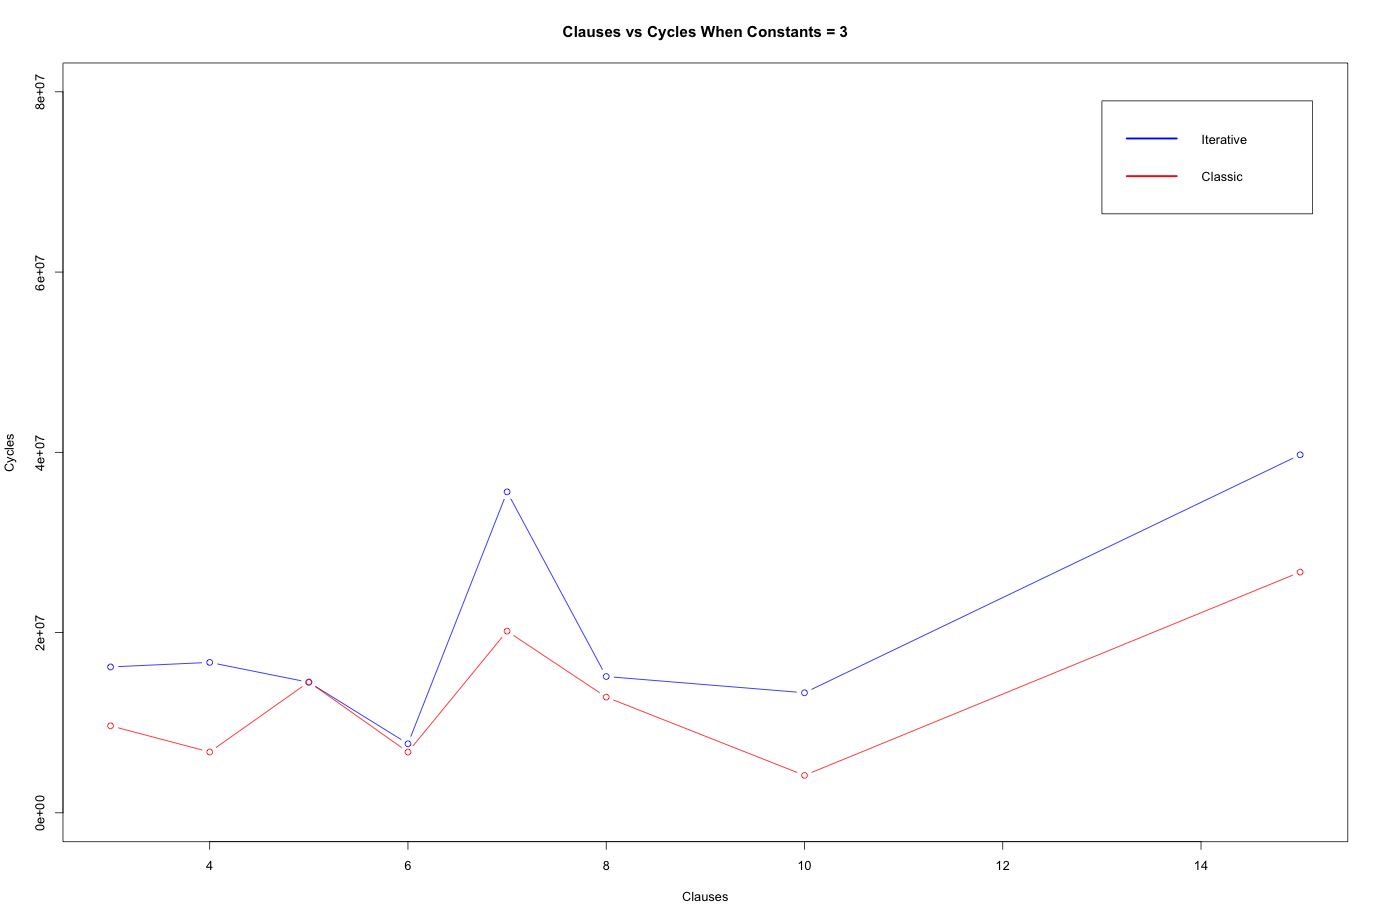 Clauses vs Cycles When Constants = 3
8e+07
6e+07
4e+07
2e+07
0e+00
Cycles
Iterative
Classic
4 6 8 10 12 14
Clauses